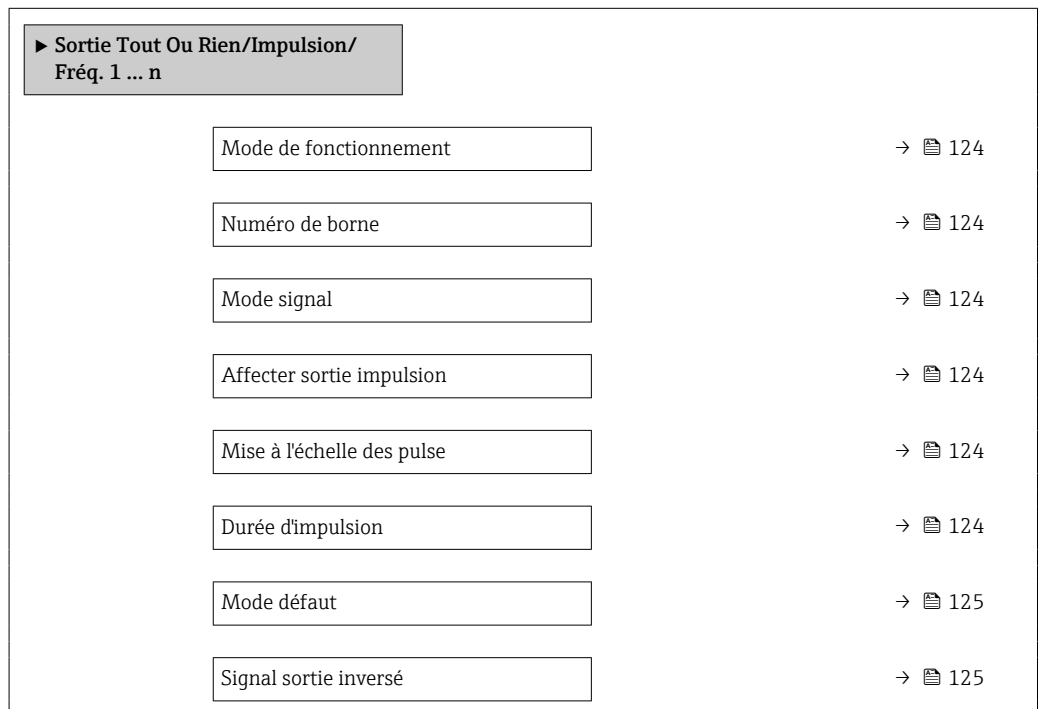 ▶ Sortie Tout Ou Rien/Impulsion/
Fréq. 1 ... n
Mode de fonctionnement → 124
Numéro de borne → 124
Mode signal → 124
Affecter sortie impulsion → 124
Mise à l'échelle des pulse → 124
Durée d'impulsion → 124
Mode défaut → 125
Signal sortie inversé → 125